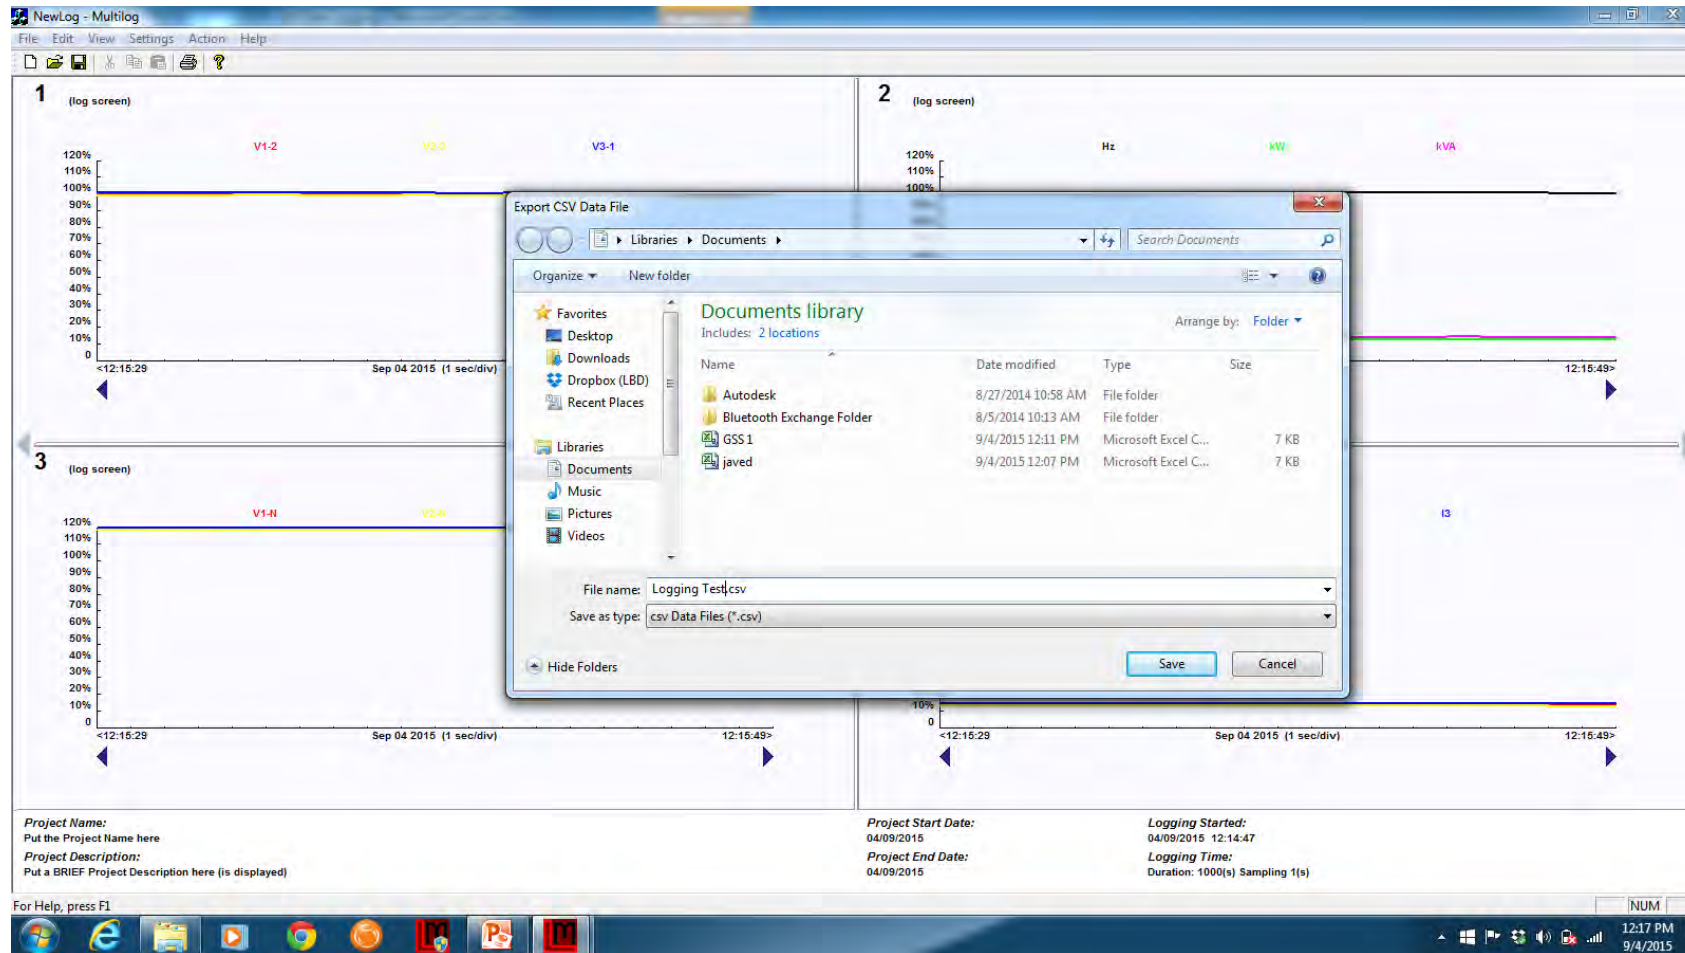 NewLog - Multilog
File Edit View Settings Action Help
1 (log screen)
V1-2 V2-3 V3-1
120%
110%
100%
90%
80%
70%
60%
50%
40%
30%
20%
10%
0
<12:15:29 Sep 04 2015 (1 sec/div)
2 (log screen)
Hz kW kVA
120%
110%
100%
12:15:49>
Export CSV Data File
Libraries Documents
Search Documents
Organize New folder
Favorites
Desktop
Downloads
Dropbox (LBD)
Recent Places
Libraries
Documents
Music
Pictures
Videos
Documents library
Includes: 2 locations
Arrange by: Folder
Name Date modified Type Size
Autodesk 8/27/2014 10:58 AM File folder
Bluetooth Exchange Folder 8/5/2014 10:13 AM File folder
GSS 1 9/4/2015 12:11 PM Microsoft Excel C... 7 KB
javed 9/4/2015 12:07 PM Microsoft Excel C... 7 KB
File name: Logging Test.csv
Save as type: csv Data Files (*.csv)
Hide Folders
Save Cancel
3 (log screen)
V1-N V2-N
120%
110%
100%
90%
80%
70%
60%
50%
40%
30%
20%
10%
0
<12:15:29 Sep 04 2015 (1 sec/div) 12:15:49>
I3
10%
0
<12:15:29 Sep 04 2015 (1 sec/div) 12:15:49>
Project Name:
Put the Project Name here
Project Description:
Put a BRIEF Project Description here (is displayed)
Project Start Date:
04/09/2015
Project End Date:
04/09/2015
Logging Started:
04/09/2015 12:14:47
Logging Time:
Duration: 1000(s) Sampling 1(s)
For Help, press F1
NUM
12:17 PM
9/4/2015